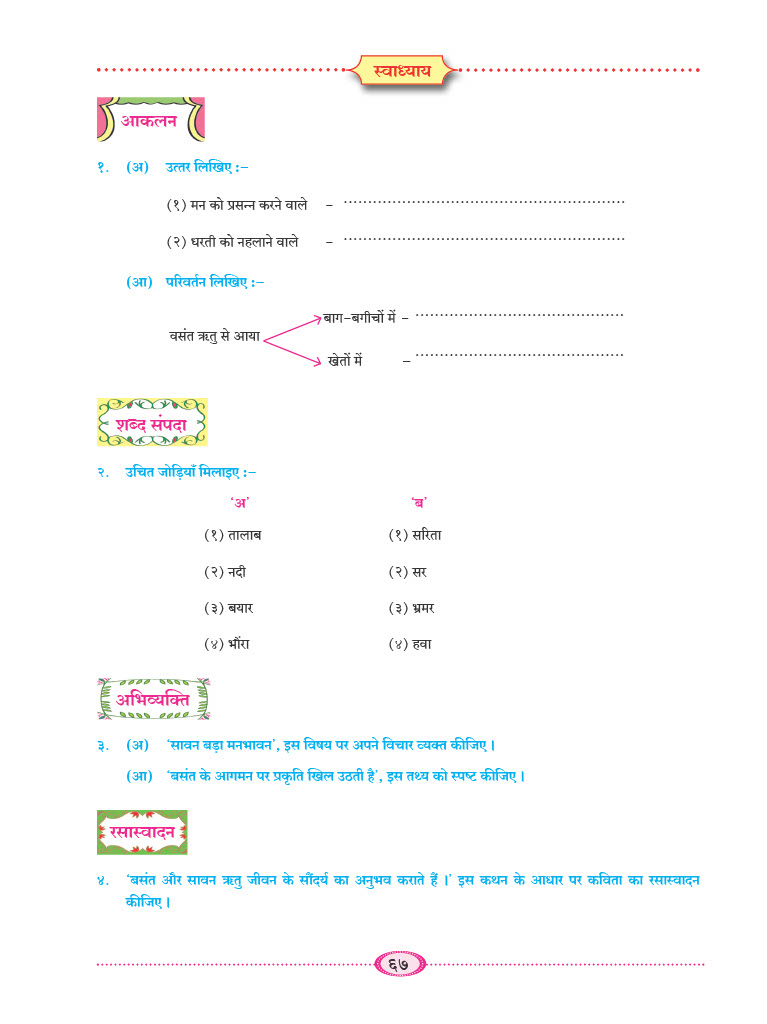 स्वाध्याय
आकलन
१. (अ) उत्तर लिखिए :-
(१) मन को प्रसन्न करने वाले - ........................................................
(२) धरती को नहलाने वाले - ........................................................
(आ) परिवर्तन लिखिए :-
बाग-बगीचों में - ..........................................
वसंत ऋतु से आया
खेतों में - ..........................................
शब्द संपदा
२. उचित जोड़ियाँ मिलाइए :-
‘अ’ ‘ब’
(१) तालाब (१) सरिता
(२) नदी (२) सर
(३) बयार (३) भ्रमर
(४) भौंरा (४) हवा
अभिव्यक्ति
३. (अ) ‘सावन बड़ा मनभावन’, इस विषय पर अपने विचार व्यक्त कीजिए ।
(आ) ‘बसंत के आगमन पर प्रकृति खिल उठती है’, इस तथ्य को स्पष्ट कीजिए ।
रसास्वादन
४. ‘बसंत और सावन ऋतु जीवन के सौंदर्य का अनुभव कराते हैं ।’ इस कथन के आधार पर कविता का रसास्वादन
कीजिए ।
६७